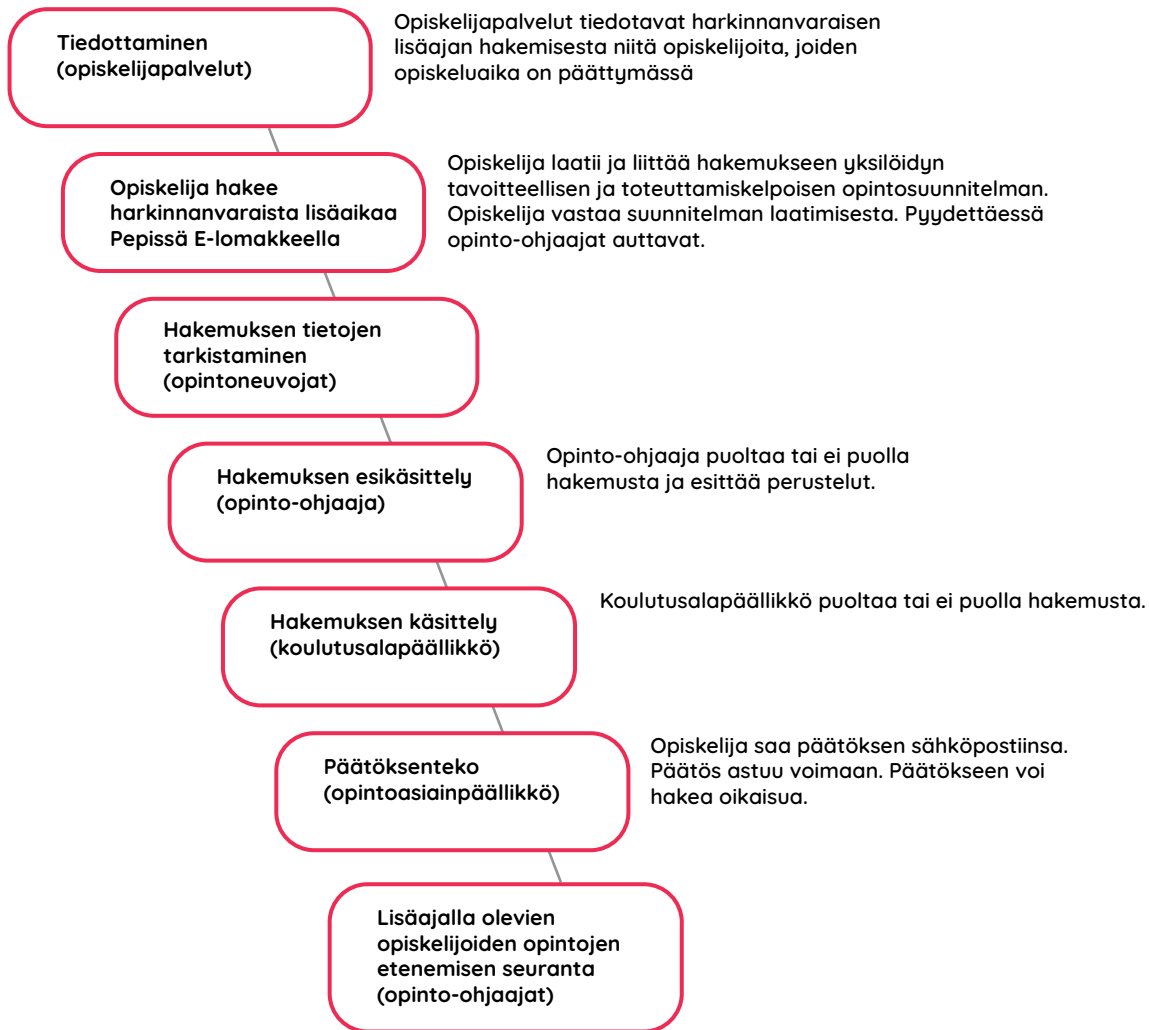 Tiedottaminen
(opiskelijapalvelut)
Opiskelijapalvelut tiedotavat harkinnanvaraisen
lisäajan hakemisesta niitä opiskelijoita, joiden
opiskeluaika on päättymässä
Opiskelija hakee
harkinnanvaraista lisäaikaa
Pepissä E-lomakkeella
Opiskelija laatii ja liittää hakemukseen yksilöidyn
tavoitteellisen ja toteuttamiskelpoisen opintosuunnitelman.
Opiskelija vastaa suunnitelman laatimisesta. Pyydettäessä
opinto-ohjaajat auttavat.
Hakemuksen tietojen
tarkistaminen
(opintoneuvojat)
Hakemuksen esikäsittely
(opinto-ohjaaja)
Opinto-ohjaaja puoltaa tai ei puolla
hakemusta ja esittää perustelut.
Hakemuksen käsittely
(koulutusalapäällikkö)
Koulutusalapäällikkö puoltaa tai ei puolla hakemusta.
Päätöksenteko
(opintoasiainpäällikkö)
Opiskelija saa päätöksen sähköpostiinsa.
Päätös astuu voimaan. Päätökseen voi
hakea oikaisua.
Lisäajalla olevien
opiskelijoiden opintojen
etenemisen seuranta
(opinto-ohjaajat)